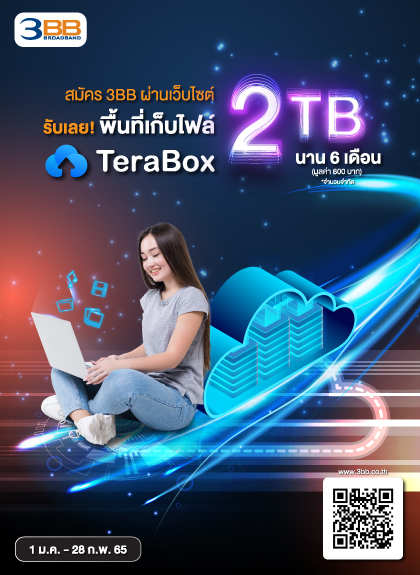 3BB
BROADBAND
สมัคร 3BB ผ่านเว็บไซต์
รับเลย! พื้นที่เก็บไฟล์
TeraBox
2TB
นาน 6 เดือน
(มูลค่า 600 บาท)
*จำนวนจำกัด
www.3bb.co.th
1 ม.ค. - 28 ก.พ. 65